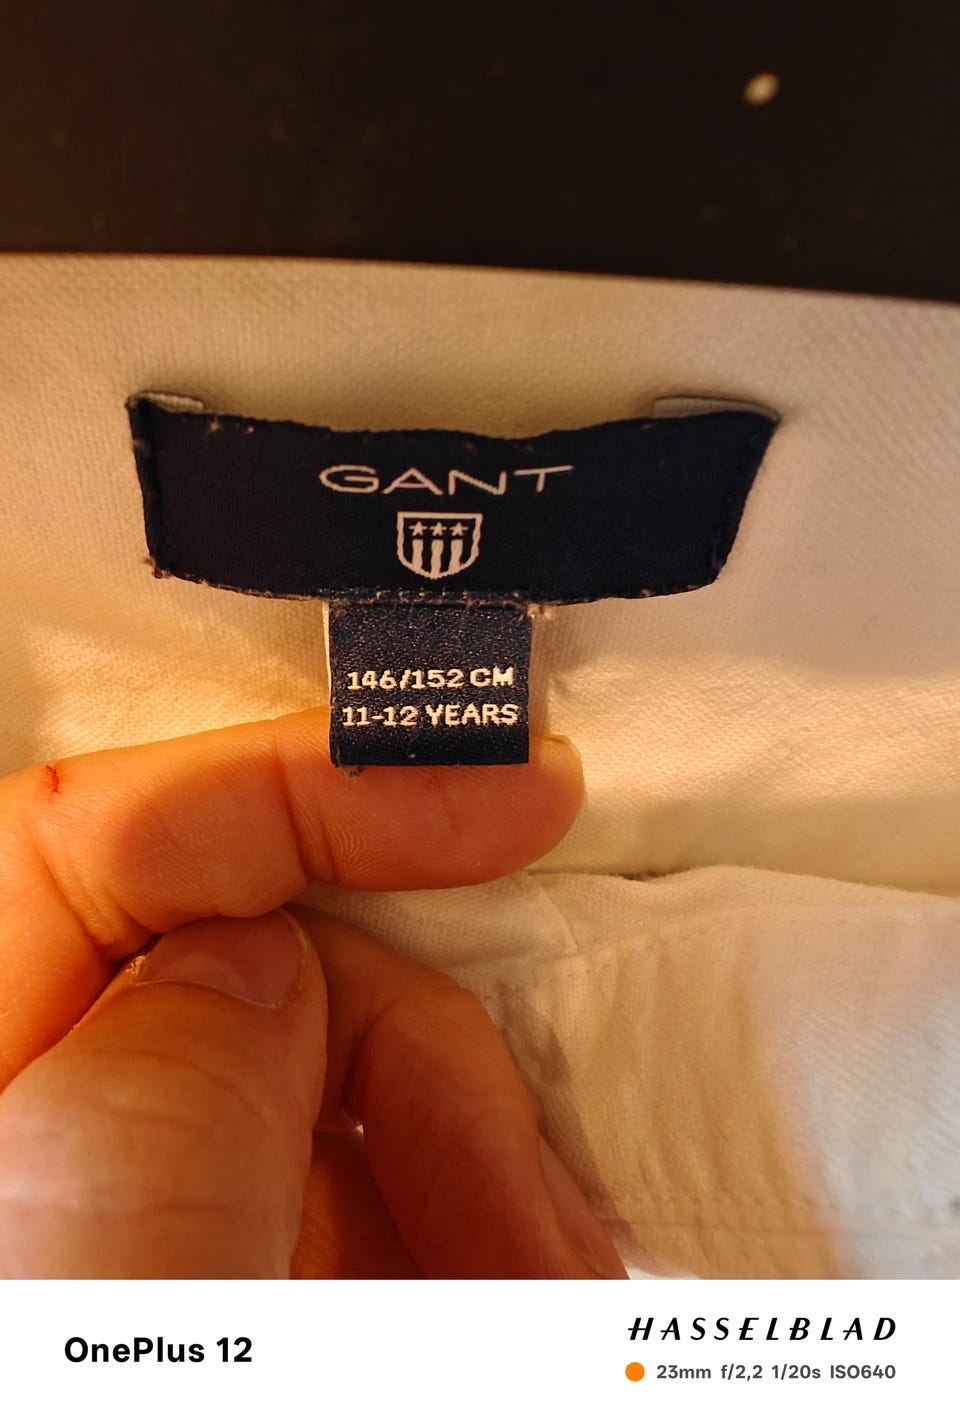 GANT
146/152 CM
11-12 YEARS
OnePlus 12
HASSELBLAD
23mm f/2,2 1/20s ISO640